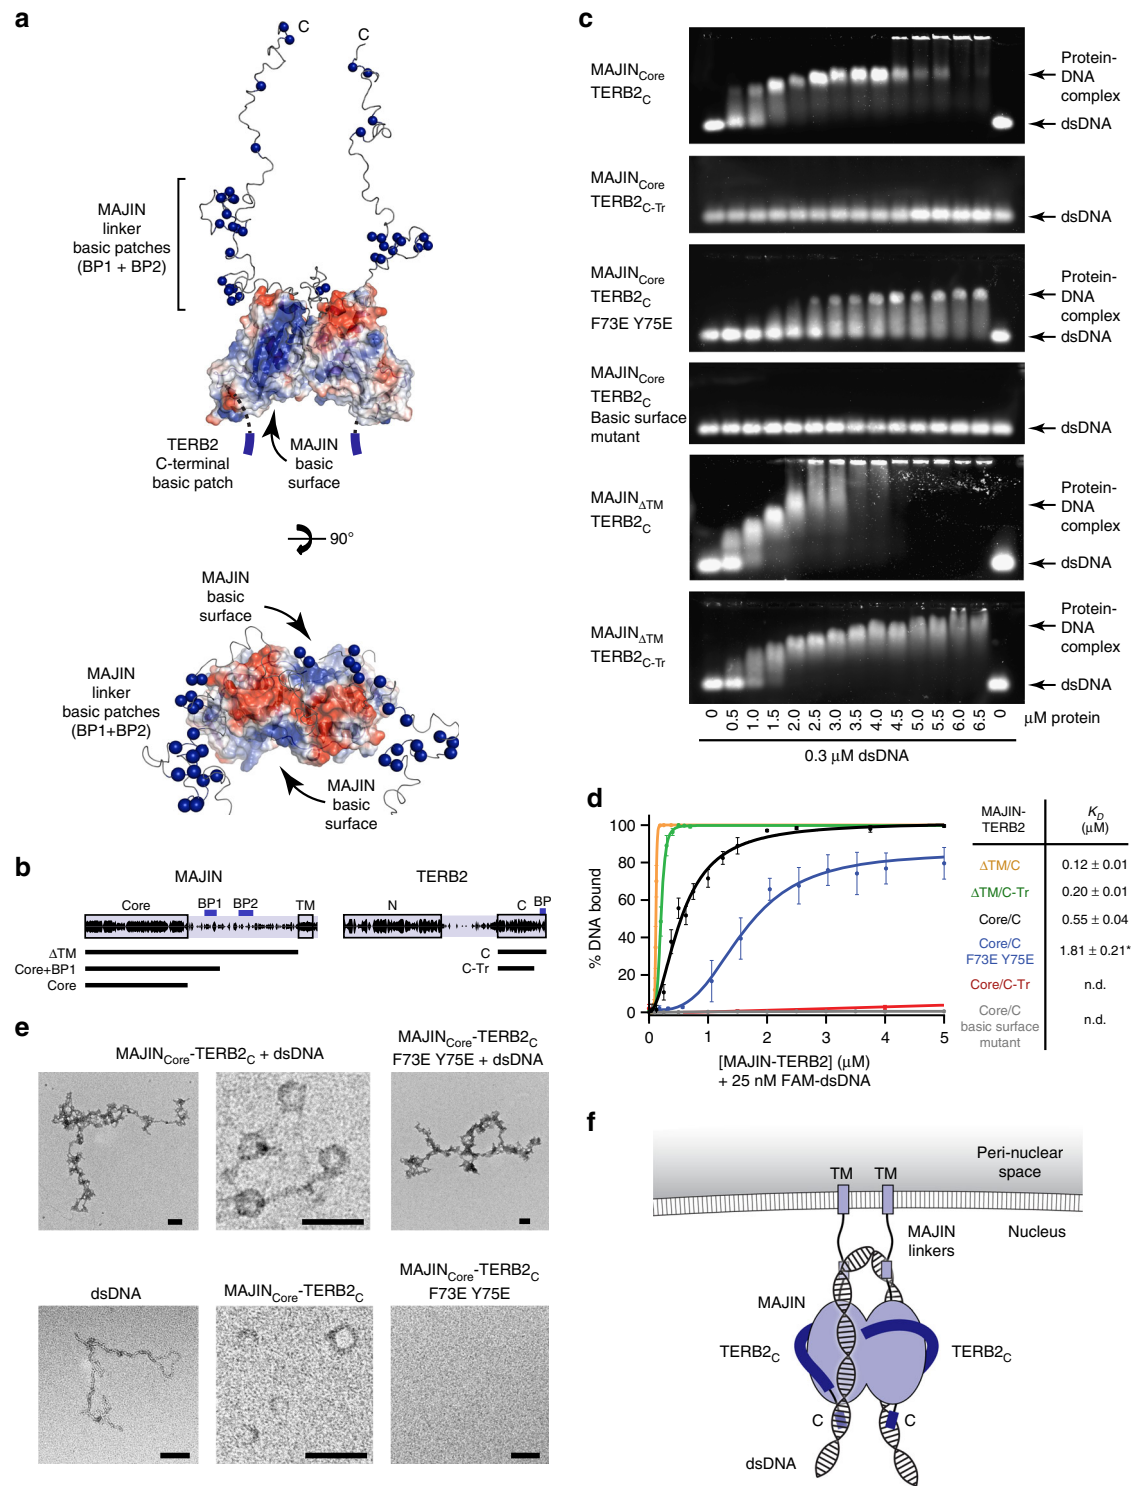 a
C
C
MAJIN
linker
basic patches
(BP1 + BP2)
TERB2
C-terminal
basic patch
MAJIN
basic
surface
90°
MAJIN
basic
surface
MAJIN
linker
basic patches
(BP1+BP2)
MAJIN
basic
surface
b
MAJIN
TERB2
Core
BP1
BP2
TM
N
C
BP
ΔTM
Core+BP1
Core
C
C-Tr
c
MAJINCore
TERB2C
Protein-
DNA
complex
dsDNA
MAJINCore
TERB2C-Tr
dsDNA
MAJINCore
TERB2C
F73E Y75E
Protein-
DNA
complex
dsDNA
MAJINCore
TERB2C
Basic surface
mutant
dsDNA
MAJINΔTM
TERB2C
Protein-
DNA
complex
dsDNA
MAJINΔTM
TERB2C-Tr
Protein-
DNA
complex
dsDNA
0 0.5 1.0 1.5 2.0 2.5 3.0 3.5 4.0 4.5 5.0 5.5 6.0 6.5 0 μM protein
0.3 μM dsDNA
d
% DNA bound
100
80
60
40
20
0
0 1 2 3 4 5
[MAJIN-TERB2] (μM)
+ 25 nM FAM-dsDNA
MAJIN-
TERB2
KD
(μM)
ΔTM/C 0.12 ± 0.01
ΔTM/C-Tr 0.20 ± 0.01
Core/C 0.55 ± 0.04
Core/C
F73E Y75E
1.81 ± 0.21*
Core/C-Tr n.d.
Core/C
basic surface
mutant
n.d.
e
MAJINCore-TERB2C + dsDNA
MAJINCore-TERB2C
F73E Y75E + dsDNA
dsDNA
MAJINCore-TERB2C
MAJINCore-TERB2C
F73E Y75E
f
Peri-nuclear
space
TM
TM
MAJIN
linkers
Nucleus
MAJIN
TERB2C
TERB2C
C
C
dsDNA